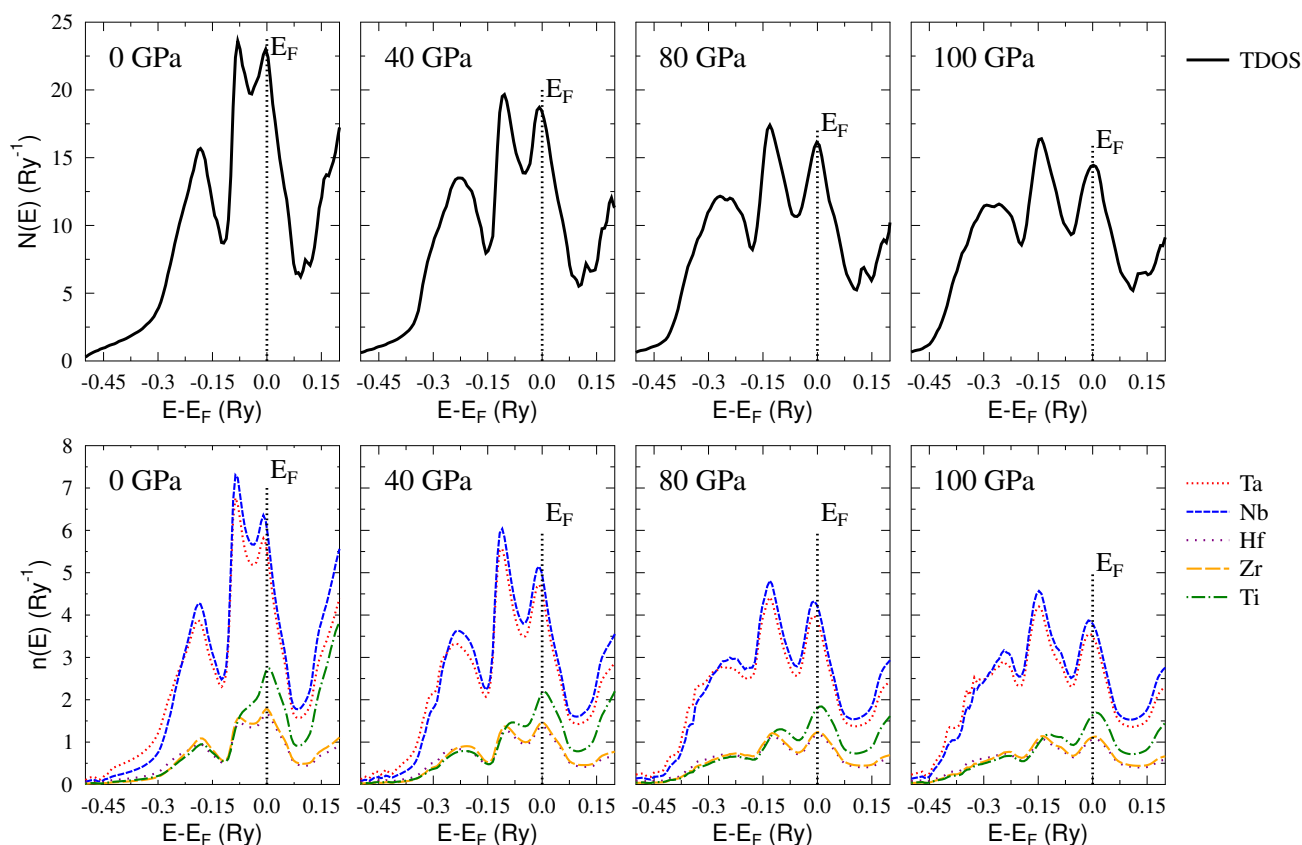 0 GPa
40 GPa
80 GPa
100 GPa
E_F
E_F
E_F
E_F
TDOS
N(E) (Ry⁻¹)
25
20
15
10
5
0
-0.45 -0.3 -0.15 0.0 0.15
-0.45 -0.3 -0.15 0.0 0.15
-0.45 -0.3 -0.15 0.0 0.15
-0.45 -0.3 -0.15 0.0 0.15
E-E_F (Ry)
E-E_F (Ry)
E-E_F (Ry)
E-E_F (Ry)
0 GPa
40 GPa
80 GPa
100 GPa
E_F
E_F
E_F
E_F
Ta
Nb
Hf
Zr
Ti
n(E) (Ry⁻¹)
8
7
6
5
4
3
2
1
0
-0.45 -0.3 -0.15 0.0 0.15
-0.45 -0.3 -0.15 0.0 0.15
-0.45 -0.3 -0.15 0.0 0.15
-0.45 -0.3 -0.15 0.0 0.15
E-E_F (Ry)
E-E_F (Ry)
E-E_F (Ry)
E-E_F (Ry)